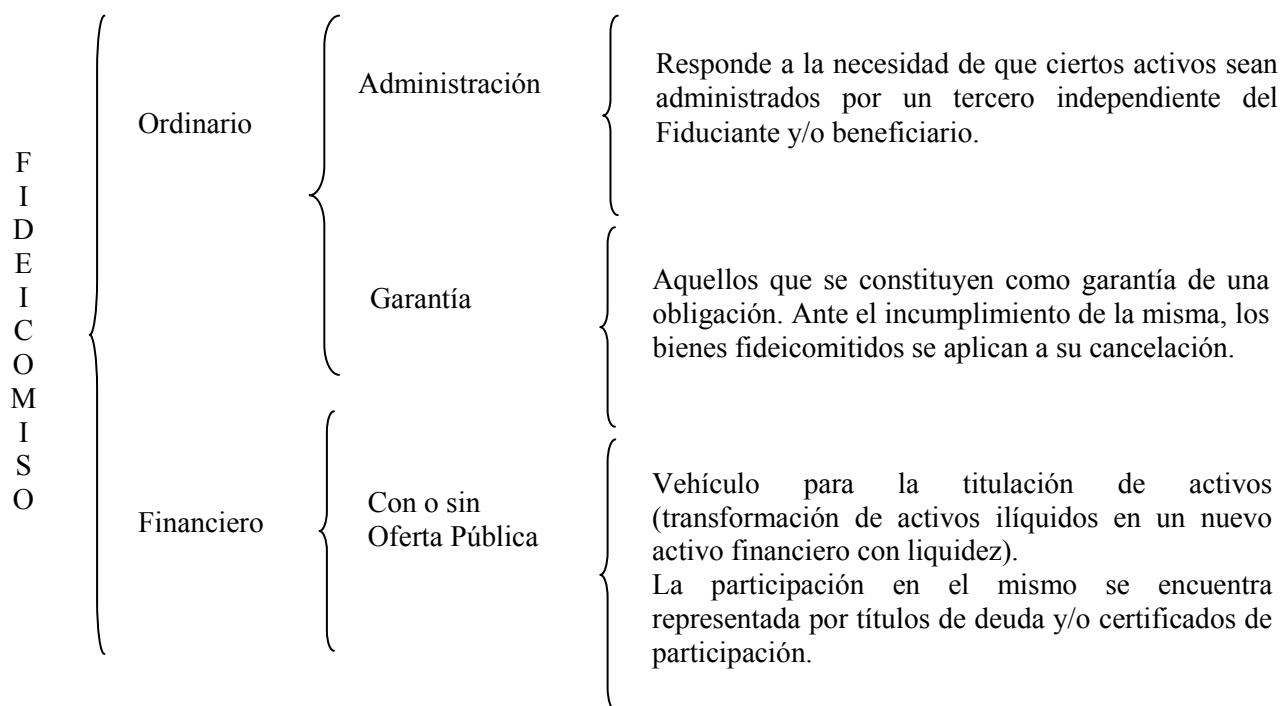 FIDEICOMISO
Ordinario
Administración
Responde a la necesidad de que ciertos activos sean
administrados por un tercero independiente del
Fiduciante y/o beneficiario.
Garantía
Aquellos que se constituyen como garantía de una
obligación. Ante el incumplimiento de la misma, los
bienes fideicomitidos se aplican a su cancelación.
Financiero
Con o sin
Oferta Pública
Vehículo para la titulación de activos
(transformación de activos ilíquidos en un nuevo
activo financiero con liquidez).
La participación en el mismo se encuentra
representada por títulos de deuda y/o certificados de
participación.